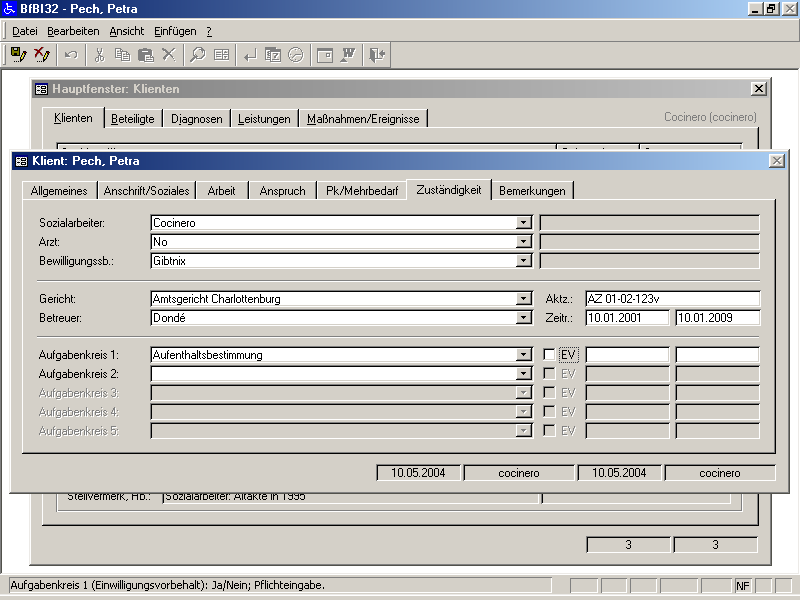 BfBI32 - Pech, Petra
Datei Bearbeiten Ansicht Einfügen ?
Hauptfenster: Klienten
Klienten Beteiligte Diagnosen Leistungen Maßnahmen/Ereignisse Cocinero (cocinero)
Klient: Pech, Petra
Allgemeines Anschrift/Soziales Arbeit Anspruch Pk/Mehrbedarf Zuständigkeit Bemerkungen
Sozialarbeiter: Cocinero
Arzt: No
Bewilligungssb.: Gibtnix
Gericht: Amtsgericht Charlottenburg Aktz.: AZ 01-02-123v
Betreuer: Dondé Zeitr.: 10.01.2001 10.01.2009
Aufgabenkreis 1: Aufenthaltsbestimmung EV
Aufgabenkreis 2: EV
Aufgabenkreis 3: EV
Aufgabenkreis 4: EV
Aufgabenkreis 5: EV
10.05.2004 cocinero 10.05.2004 cocinero
Stellvermerk, Hb.: Sozialarbeiter: Altakte in 1995
3 3
Aufgabenkreis 1 (Einwilligungsvorbehalt): Ja/Nein; Pflichteingabe. NF